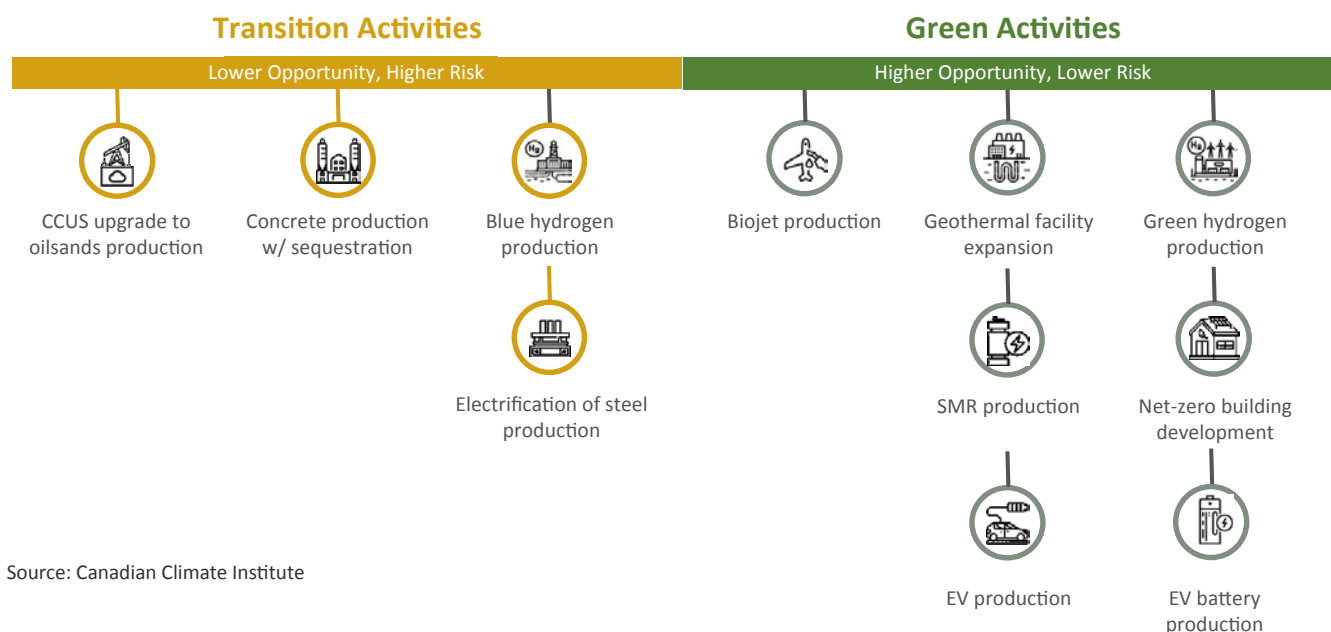 Transition Activities
Green Activities
Lower Opportunity, Higher Risk
Higher Opportunity, Lower Risk
H₂
H₂
CCUS upgrade to
oilsands production
Concrete production
w/ sequestration
Blue hydrogen
production
Biojet production
Geothermal facility
expansion
Green hydrogen
production
Electrification of steel
production
SMR production
Net-zero building
development
Source: Canadian Climate Institute
EV production
EV battery
production